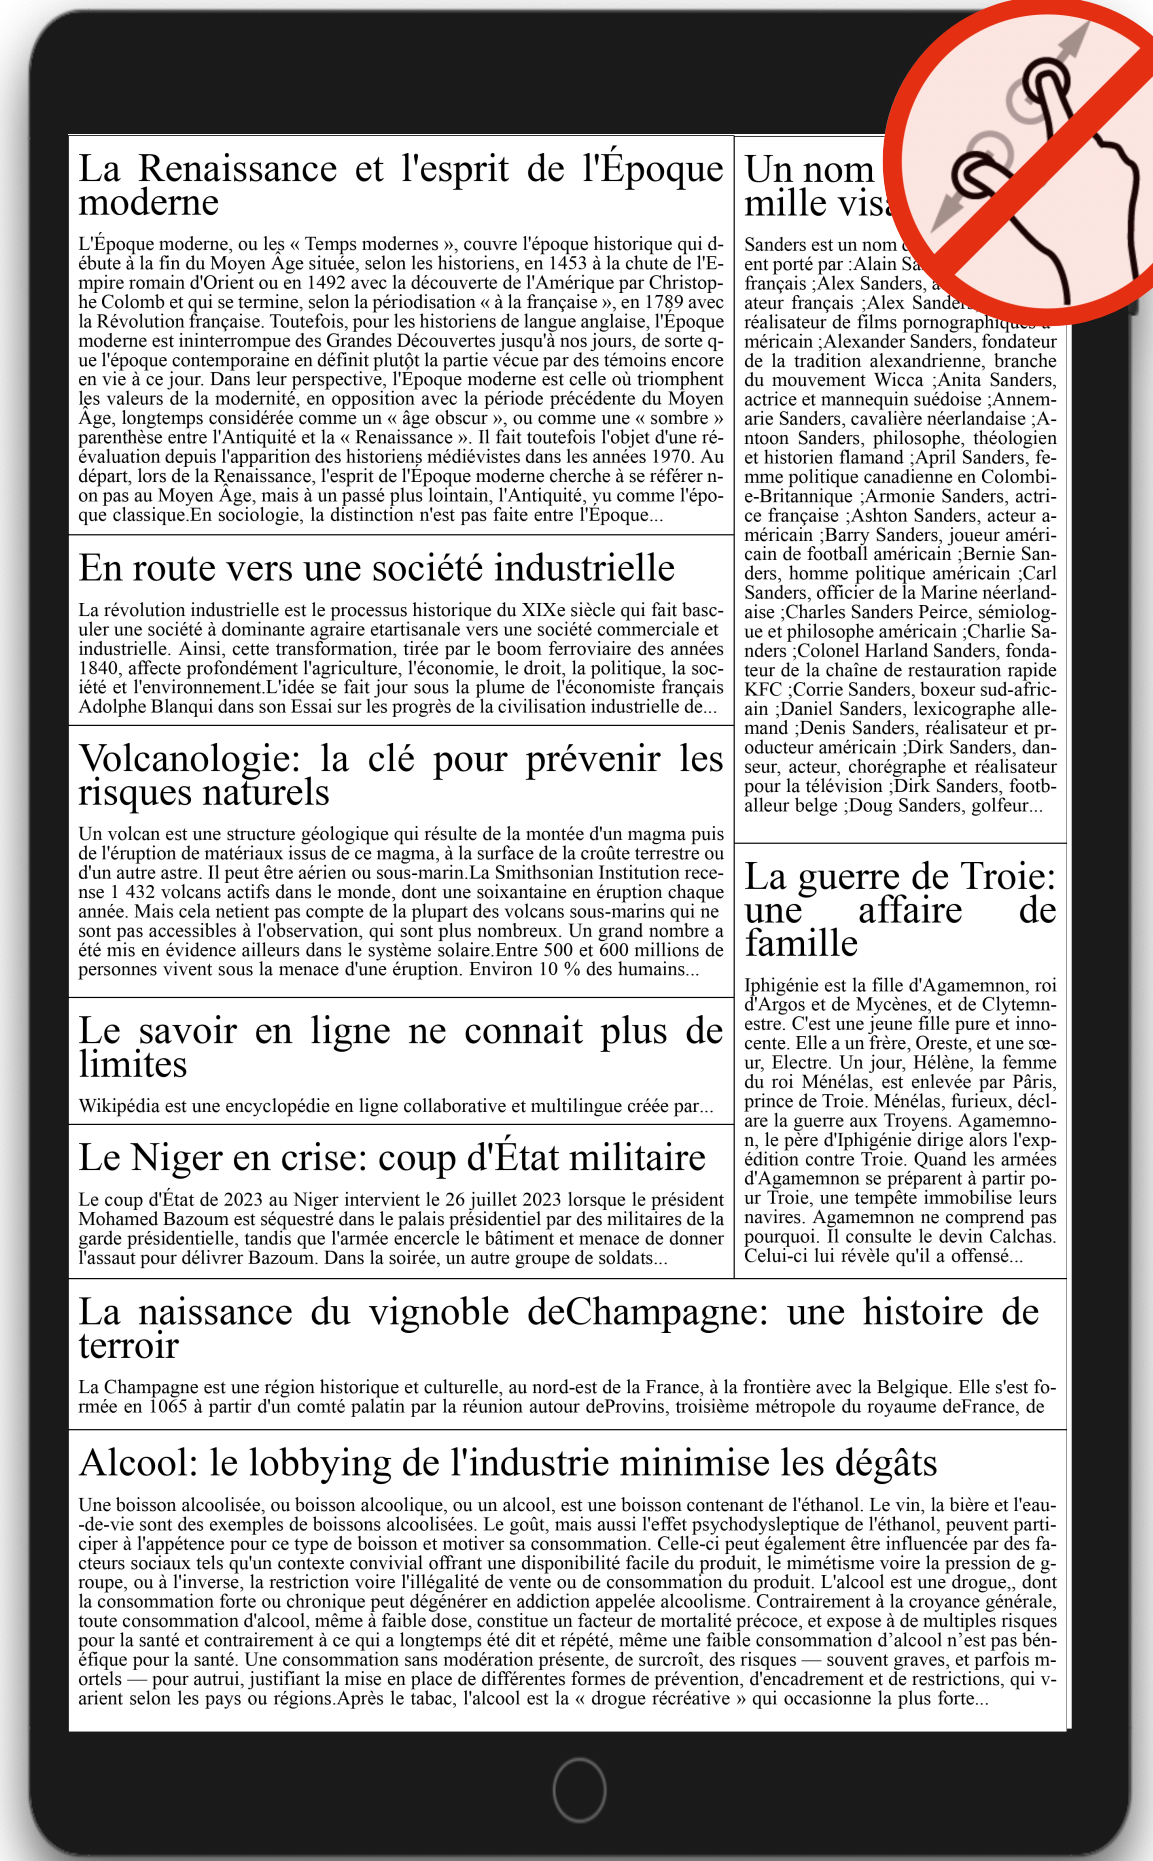 La Renaissance et l'esprit de l'Époque
moderne
L'Époque moderne, ou les « Temps modernes », couvre l'époque historique qui d-
ébute à la fin du Moyen Âge située, selon les historiens, en 1453 à la chute de l'E-
mpire romain d'Orient ou en 1492 avec la découverte de l'Amérique par Christop-
he Colomb et qui se termine, selon la périodisation « à la française », en 1789 avec
la Révolution française. Toutefois, pour les historiens de langue anglaise, l'Époque
moderne est ininterrompue des Grandes Découvertes jusqu'à nos jours, de sorte q-
ue l'époque contemporaine en définit plutôt la partie vécue par des témoins encore
en vie à ce jour. Dans leur perspective, l'Époque moderne est celle où triomphent
les valeurs de la modernité, en opposition avec la période précédente du Moyen
Âge, longtemps considérée comme un « âge obscur », ou comme une « sombre »
parenthèse entre l'Antiquité et la « Renaissance ». Il fait toutefois l'objet d'une ré-
évaluation depuis l'apparition des historiens médiévistes dans les années 1970. Au
départ, lors de la Renaissance, l'esprit de l'Époque moderne cherche à se référer n-
on pas au Moyen Âge, mais à un passé plus lointain, l'Antiquité, vu comme l'épo-
que classique.En sociologie, la distinction n'est pas faite entre l'Époque...
En route vers une société industrielle
La révolution industrielle est le processus historique du XIXe siècle qui fait basc-
uler une société à dominante agraire etartisanale vers une société commerciale et
industrielle. Ainsi, cette transformation, tirée par le boom ferroviaire des années
1840, affecte profondément l'agriculture, l'économie, le droit, la politique, la soc-
iété et l'environnement.L'idée se fait jour sous la plume de l'économiste français
Adolphe Blanqui dans son Essai sur les progrès de la civilisation industrielle de...
Volcanologie: la clé pour prévenir les
risques naturels
Un volcan est une structure géologique qui résulte de la montée d'un magma puis
de l'éruption de matériaux issus de ce magma, à la surface de la croûte terrestre ou
d'un autre astre. Il peut être aérien ou sous-marin.La Smithsonian Institution rece-
nse 1 432 volcans actifs dans le monde, dont une soixantaine en éruption chaque
année. Mais cela netient pas compte de la plupart des volcans sous-marins qui ne
sont pas accessibles à l'observation, qui sont plus nombreux. Un grand nombre a
été mis en évidence ailleurs dans le système solaire.Entre 500 et 600 millions de
personnes vivent sous la menace d'une éruption. Environ 10 % des humains...
Le savoir en ligne ne connait plus de
limites
Wikipédia est une encyclopédie en ligne collaborative et multilingue créée par...
Le Niger en crise: coup d'État militaire
Le coup d'État de 2023 au Niger intervient le 26 juillet 2023 lorsque le président
Mohamed Bazoum est séquestré dans le palais présidentiel par des militaires de la
garde présidentielle, tandis que l'armée encercle le bâtiment et menace de donner
l'assaut pour délivrer Bazoum. Dans la soirée, un autre groupe de soldats...
Un nom
mille
Sanders est un nom
ent porté par :Alain
français ;Alex Sanders,
ateur français ;Alex
réalisateur de films pornographiques a-
méricain ;Alexander Sanders, fondateur
de la tradition alexandrienne, branche
du mouvement Wicca ;Anita Sanders,
actrice et mannequin suédoise ;Annem-
arie Sanders, cavalière néerlandaise ;A-
ntoon Sanders, philosophe, théologien
et historien flamand ;April Sanders, fe-
mme politique canadienne en Colombi-
e-Britannique ;Armonie Sanders, actri-
ce française ;Ashton Sanders, acteur a-
méricain ;Barry Sanders, joueur améri-
cain de football américain ;Bernie San-
ders, homme politique américain ;Carl
Sanders, officier de la Marine néerland-
aise ;Charles Sanders Peirce, sémiolog-
ue et philosophe américain ;Charlie Sa-
nders ;Colonel Harland Sanders, fonda-
teur de la chaîne de restauration rapide
KFC ;Corrie Sanders, boxeur sud-afric-
ain ;Daniel Sanders, lexicographe alle-
mand ;Denis Sanders, réalisateur et pr-
oducteur américain ;Dirk Sanders, dan-
seur, acteur, chorégraphe et réalisateur
pour la télévision ;Dirk Sanders, footb-
alleur belge ;Doug Sanders, golfeur...
La guerre de Troie:
une affaire de
famille
Iphigénie est la fille d'Agamemnon, roi
d'Argos et de Mycènes, et de Clytemn-
estre. C'est une jeune fille pure et inno-
cente. Elle a un frère, Oreste, et une sœ-
ur, Electre. Un jour, Hélène, la femme
du roi Ménélas, est enlevée par Pâris,
prince de Troie. Ménélas, furieux, décl-
are la guerre aux Troyens. Agamemno-
n, le père d'Iphigénie dirige alors l'exp-
édition contre Troie. Quand les armées
d'Agamemnon se préparent à partir po-
ur Troie, une tempête immobilise leurs
navires. Agamemnon ne comprend pas
pourquoi. Il consulte le devin Calchas.
Celui-ci lui révèle qu'il a offensé...
La naissance du vignoble deChampagne: une histoire de
terroir
La Champagne est une région historique et culturelle, au nord-est de la France, à la frontière avec la Belgique. Elle s'est fo-
rmée en 1065 à partir d'un comté palatin par la réunion autour deProvins, troisième métropole du royaume deFrance, de
Alcool: le lobbying de l'industrie minimise les dégâts
Une boisson alcoolisée, ou boisson alcoolique, ou un alcool, est une boisson contenant de l'éthanol. Le vin, la bière et l'eau-
-de-vie sont des exemples de boissons alcoolisées. Le goût, mais aussi l'effet psychodysleptique de l'éthanol, peuvent parti-
ciper à l'appétence pour ce type de boisson et motiver sa consommation. Celle-ci peut également être influencée par des fa-
cteurs sociaux tels qu'un contexte convivial offrant une disponibilité facile du produit, le mimétisme voire la pression de g-
roupe, ou à l'inverse, la restriction voire l'illégalité de vente ou de consommation du produit. L'alcool est une drogue,, dont
la consommation forte ou chronique peut dégénérer en addiction appelée alcoolisme. Contrairement à la croyance générale,
toute consommation d'alcool, même à faible dose, constitue un facteur de mortalité précoce, et expose à de multiples risques
pour la santé et contrairement à ce qui a longtemps été dit et répété, même une faible consommation d’alcool n’est pas bén-
éfique pour la santé. Une consommation sans modération présente, de surcroît, des risques — souvent graves, et parfois m-
ortels — pour autrui, justifiant la mise en place de différentes formes de prévention, d'encadrement et de restrictions, qui v-
arient selon les pays ou régions.Après le tabac, l'alcool est la « drogue récréative » qui occasionne la plus forte...